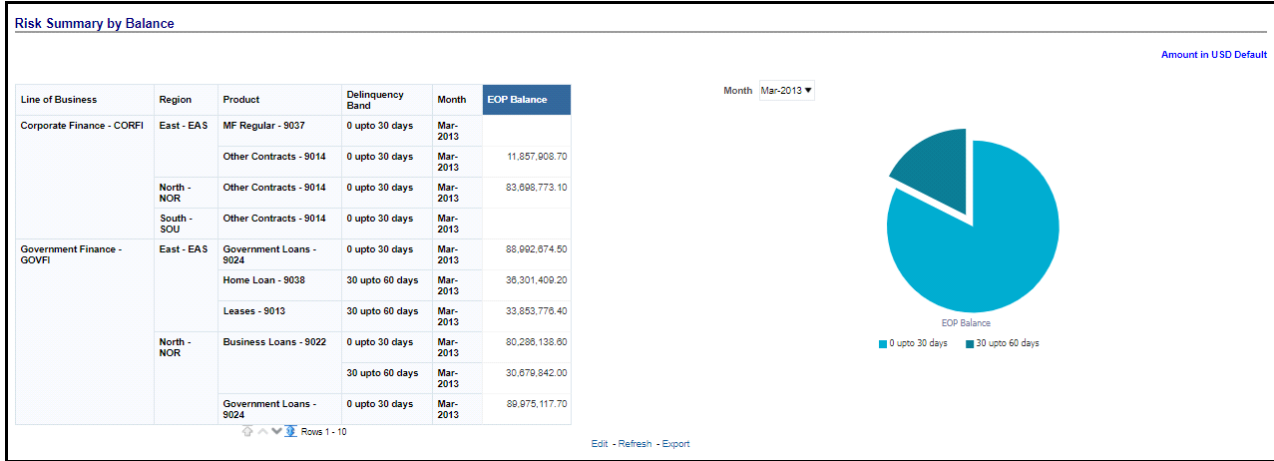 Risk Summary by Balance
Amount in USD Default
Line of Business Region Product Delinquency Band Month EOP Balance
Corporate Finance - CORFI East - EAS MF Regular - 9037 0 upto 30 days Mar-2013
Other Contracts - 9014 0 upto 30 days Mar-2013 11,857,908.70
North - NOR Other Contracts - 9014 0 upto 30 days Mar-2013 83,698,773.10
South - SOU Other Contracts - 9014 0 upto 30 days Mar-2013
Government Finance - GOVFI East - EAS Government Loans - 9024 0 upto 30 days Mar-2013 88,992,674.50
Home Loan - 9038 30 upto 60 days Mar-2013 36,301,409.20
Leases - 9013 30 upto 60 days Mar-2013 33,853,776.40
North - NOR Business Loans - 9022 0 upto 30 days Mar-2013 80,286,138.60
30 upto 60 days Mar-2013 30,679,842.00
Government Loans - 9024 0 upto 30 days Mar-2013 89,975,117.70
Rows 1 - 10
Month Mar-2013
EOP Balance
0 upto 30 days 30 upto 60 days
Edit - Refresh - Export